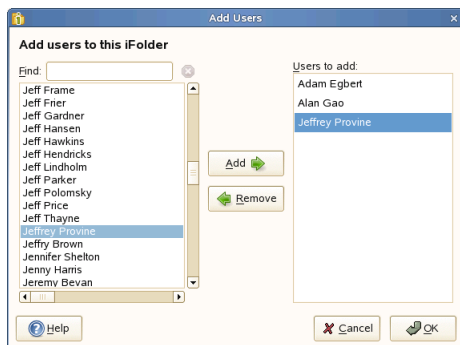 Add Users
Add users to this iFolder
Find:
Jeff Frame
Jeff Frier
Jeff Gardner
Jeff Hansen
Jeff Hawkins
Jeff Hendricks
Jeff Lindholm
Jeff Parker
Jeff Polomsky
Jeff Price
Jeff Thayne
Jeffrey Provine
Jeffry Brown
Jennifer Shelton
Jenny Harris
Jeremy Bevan
Add
Remove
Users to add:
Adam Egbert
Alan Gao
Jeffrey Provine
Help
Cancel
OK